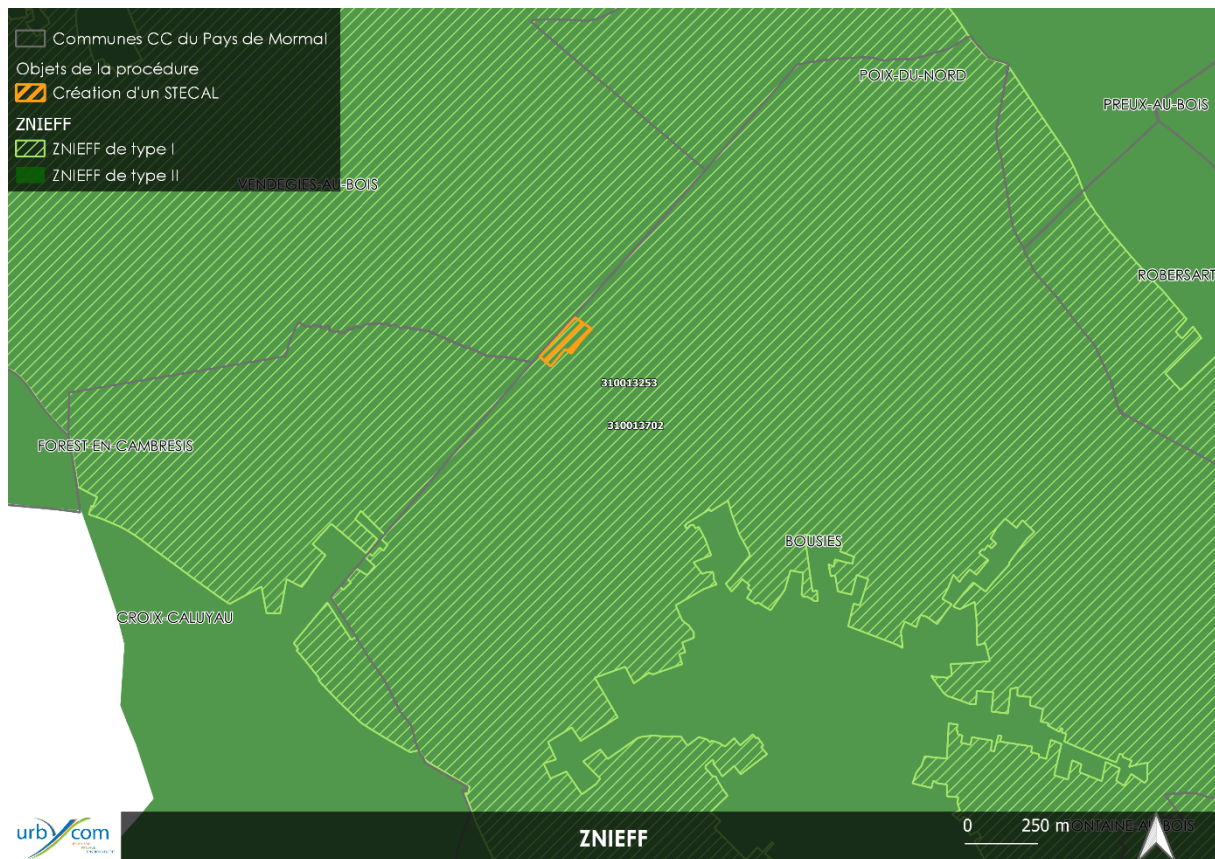 Communes CC du Pays de Mormal
Objets de la procédure
Création d'un STECAL
ZNIEFF
ZNIEFF de type I
ZNIEFF de type II
POIX-DU-NORD
PREUX-AU-BOIS
VENDEGIES-AU-BOIS
ROBERSART
310013253
310013702
FOREST-EN-CAMBRESIS
BOUSIES
CROIX-CALUYAU
urbycom
ZNIEFF
0 250 m
FONTAINE-AU-BOIS